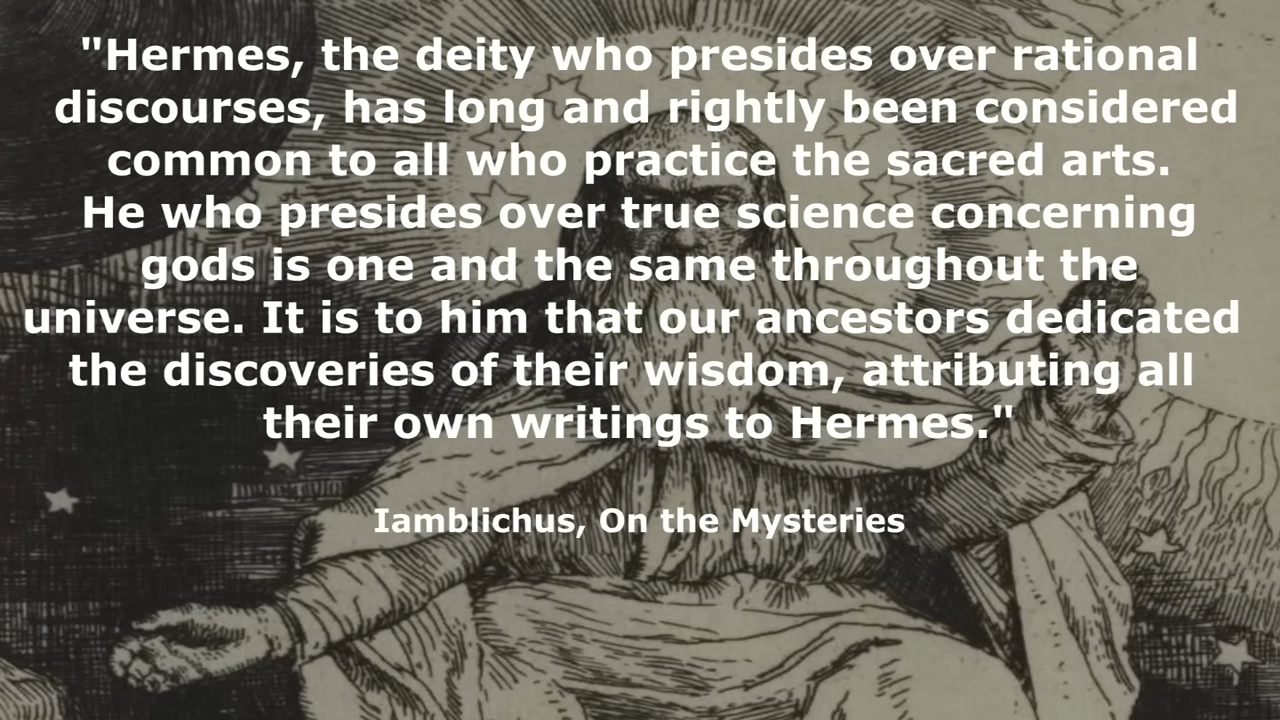 "Hermes, the deity who presides over rational
discourses, has long and rightly been considered
common to all who practice the sacred arts.
He who presides over true science concerning
gods is one and the same throughout the
universe. It is to him that our ancestors dedicated
the discoveries of their wisdom, attributing all
their own writings to Hermes."
Iamblichus, On the Mysteries